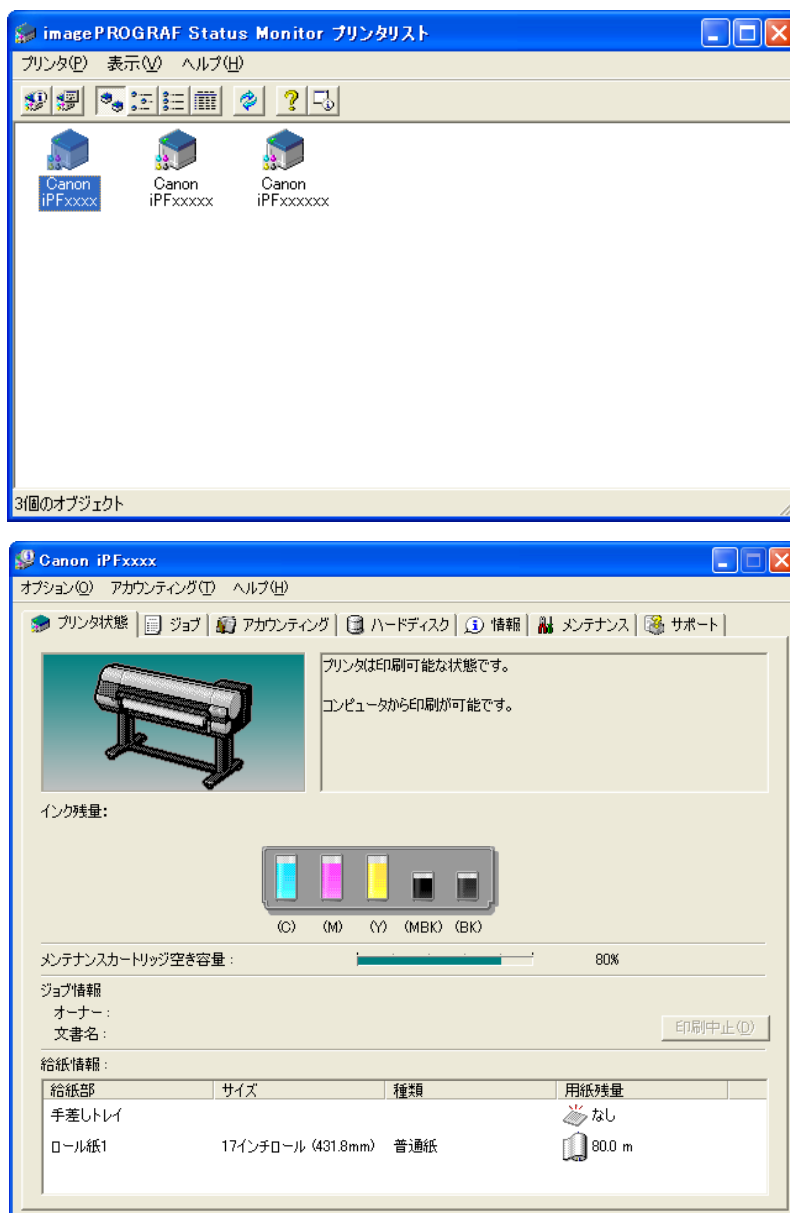 imagePROGRAF Status Monitor プリンタリスト
プリンタ(P) 表示(V) ヘルプ(H)
Canon iPFxxxx
Canon iPFxxxxx
Canon iPFxxxxxx
3個のオブジェクト
Canon iPFxxxx
オプション(O) アカウンティング(T) ヘルプ(H)
プリンタ状態 ジョブ アカウンティング ハードディスク 情報 メンテナンス サポート
プリンタは印刷可能な状態です。
コンピュータから印刷が可能です。
インク残量:
(C) (M) (Y) (MBK) (BK)
メンテナンスカートリッジ空き容量 : 80%
ジョブ情報
オーナー :
文書名 :
印刷中止(D)
給紙情報 :
給紙部 サイズ 種類 用紙残量
手差しトレイ なし
ロール紙1 17インチロール (431.8mm) 普通紙 80.0 m